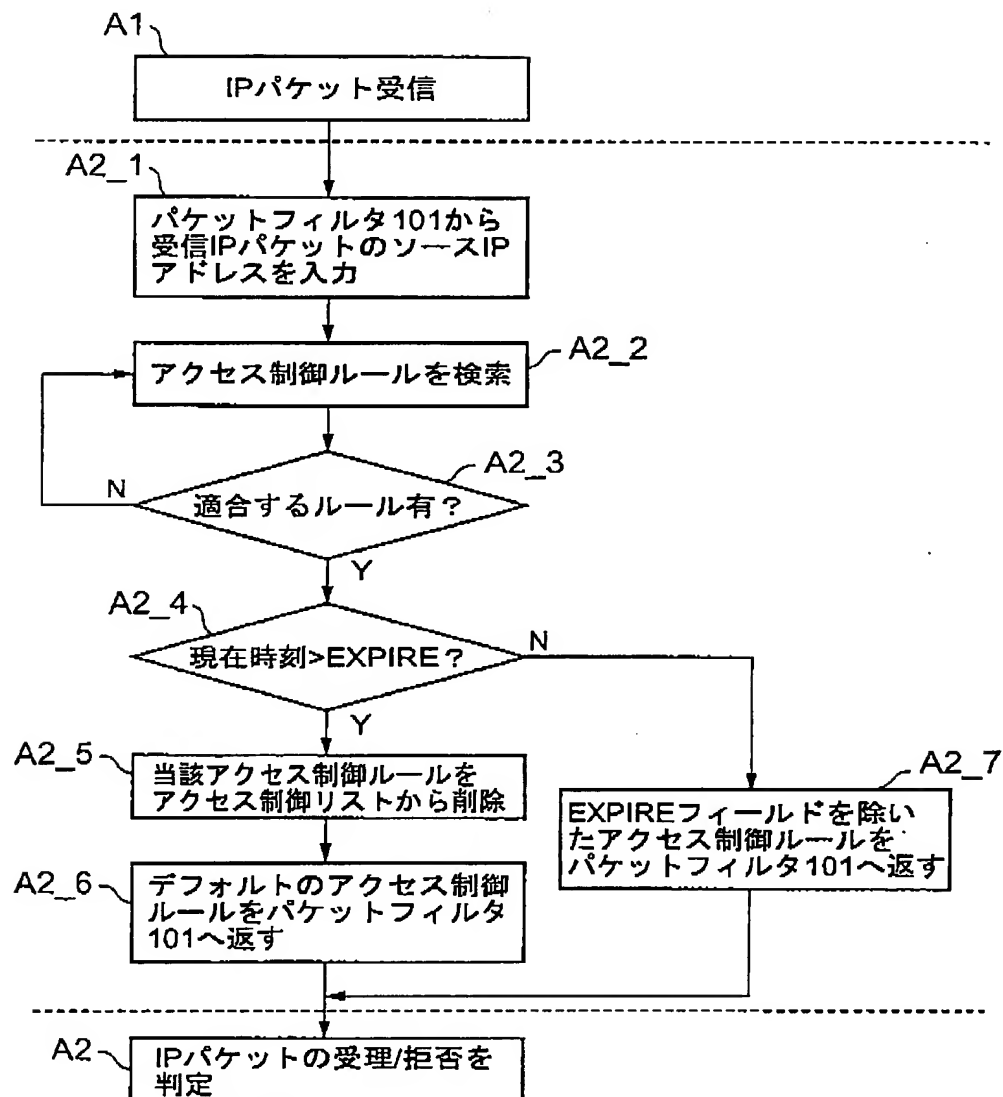 A1
IPパケット受信
A2_1
パケットフィルタ101から
受信IPパケットのソースIP
アドレスを入力
A2_2
アクセス制御ルールを検索
A2_3
N
適合するルール有？
Y
A2_4
N
現在時刻>EXPIRE？
Y
A2_5
当該アクセス制御ルールを
アクセス制御リストから削除
A2_7
EXPIREフィールドを除い
たアクセス制御ルールを
パケットフィルタ101へ返す
A2_6
デフォルトのアクセス制御
ルールをパケットフィルタ
101へ返す
A2
IPパケットの受理/拒否を
判定